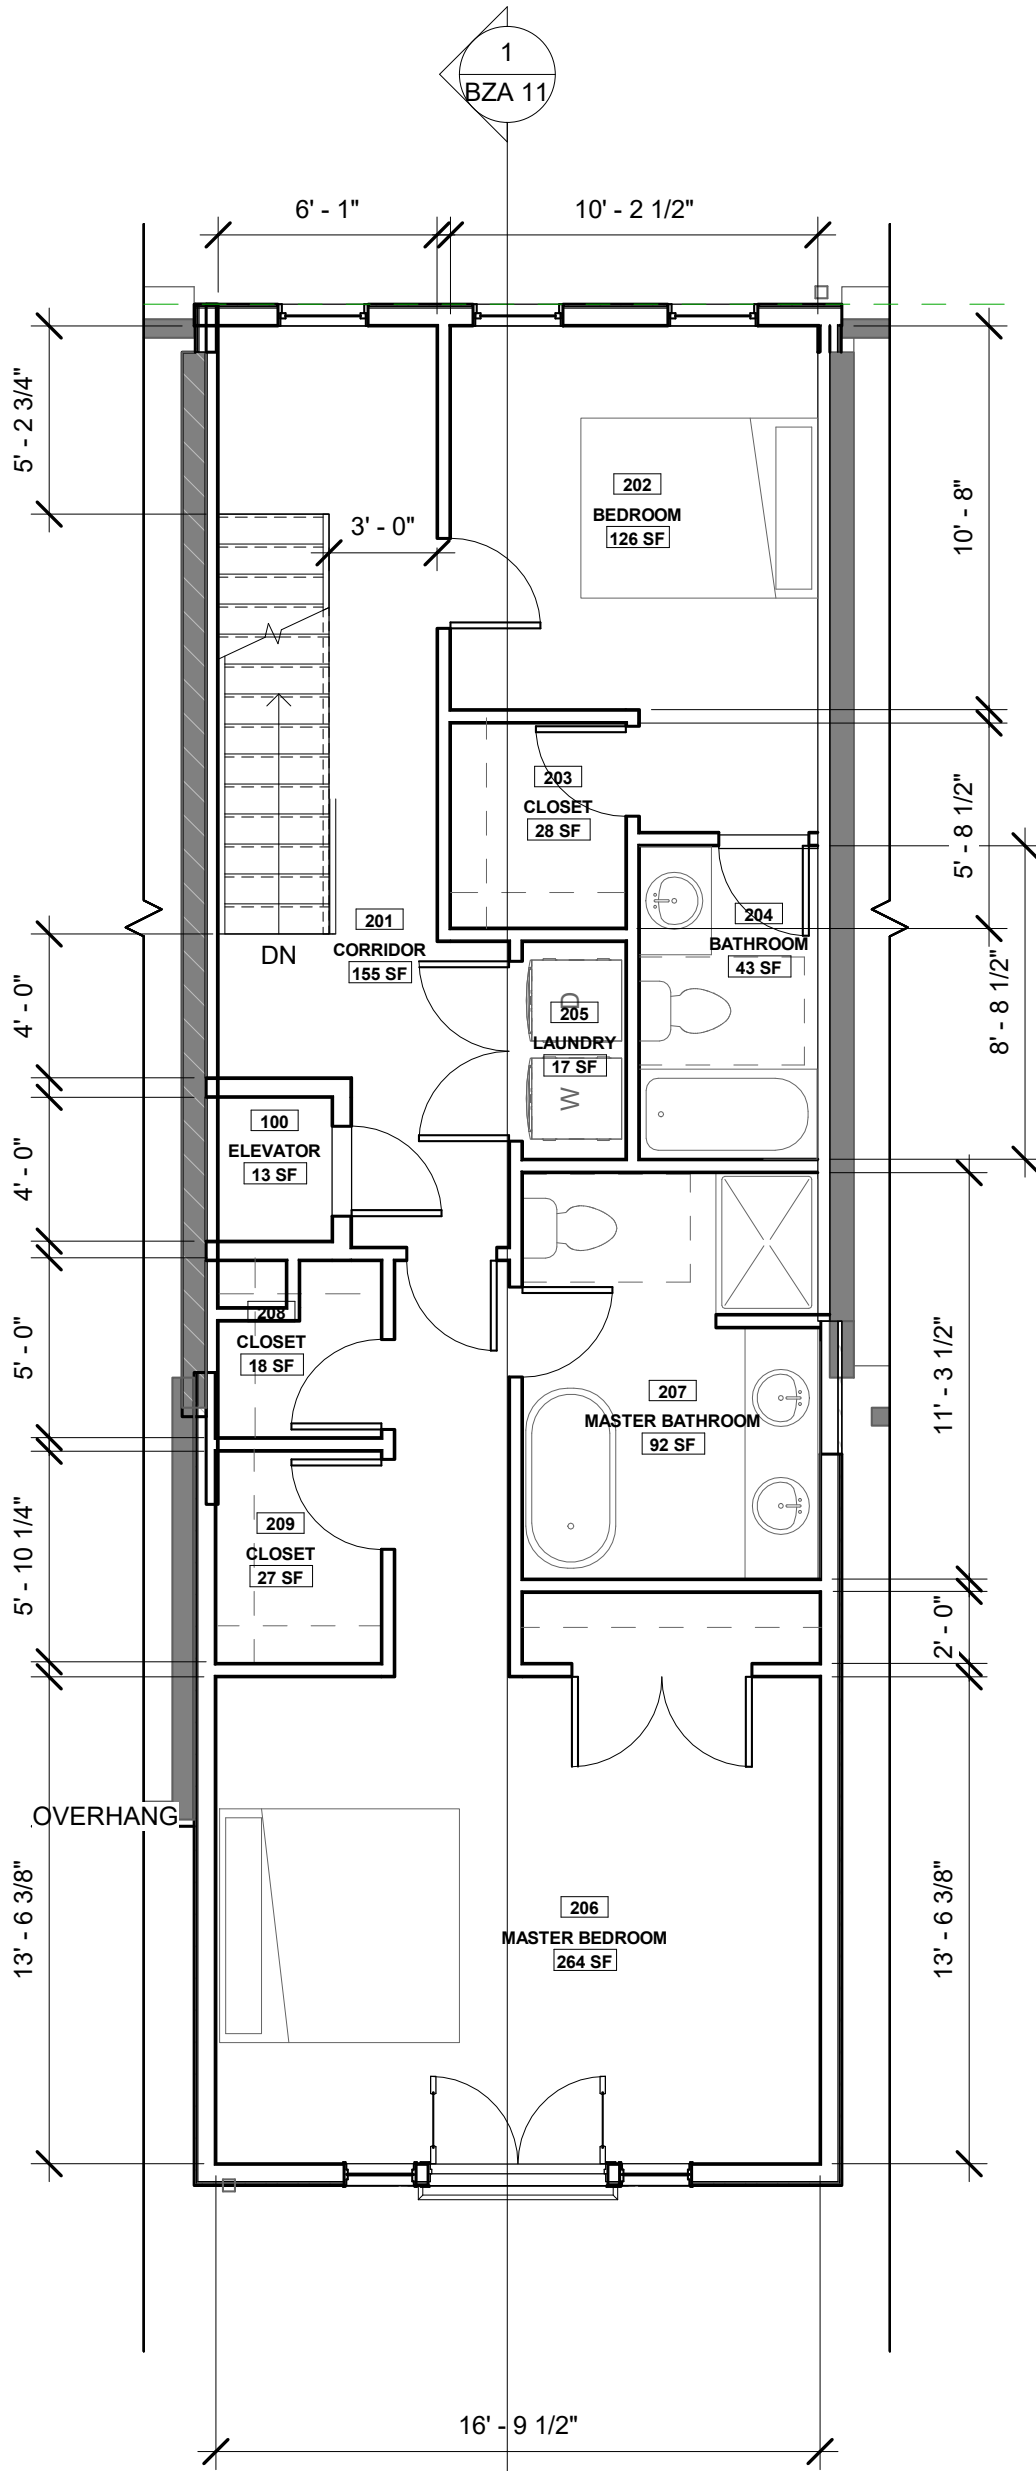 1
BZA 11
6' - 1"
10' - 2 1/2"
5' - 2 3/4"
3' - 0"
202
BEDROOM
126 SF
10' - 8"
203
CLOSET
28 SF
5' - 8 1/2"
201
CORRIDOR
155 SF
DN
204
BATHROOM
43 SF
D
205
LAUNDRY
17 SF
W
4' - 0"
8' - 8 1/2"
100
ELEVATOR
13 SF
4' - 0"
208
CLOSET
18 SF
5' - 0"
207
MASTER BATHROOM
92 SF
11' - 3 1/2"
209
CLOSET
27 SF
5' - 10 1/4"
2' - 0"
OVERHANG
206
MASTER BEDROOM
264 SF
13' - 6 3/8"
13' - 6 3/8"
16' - 9 1/2"